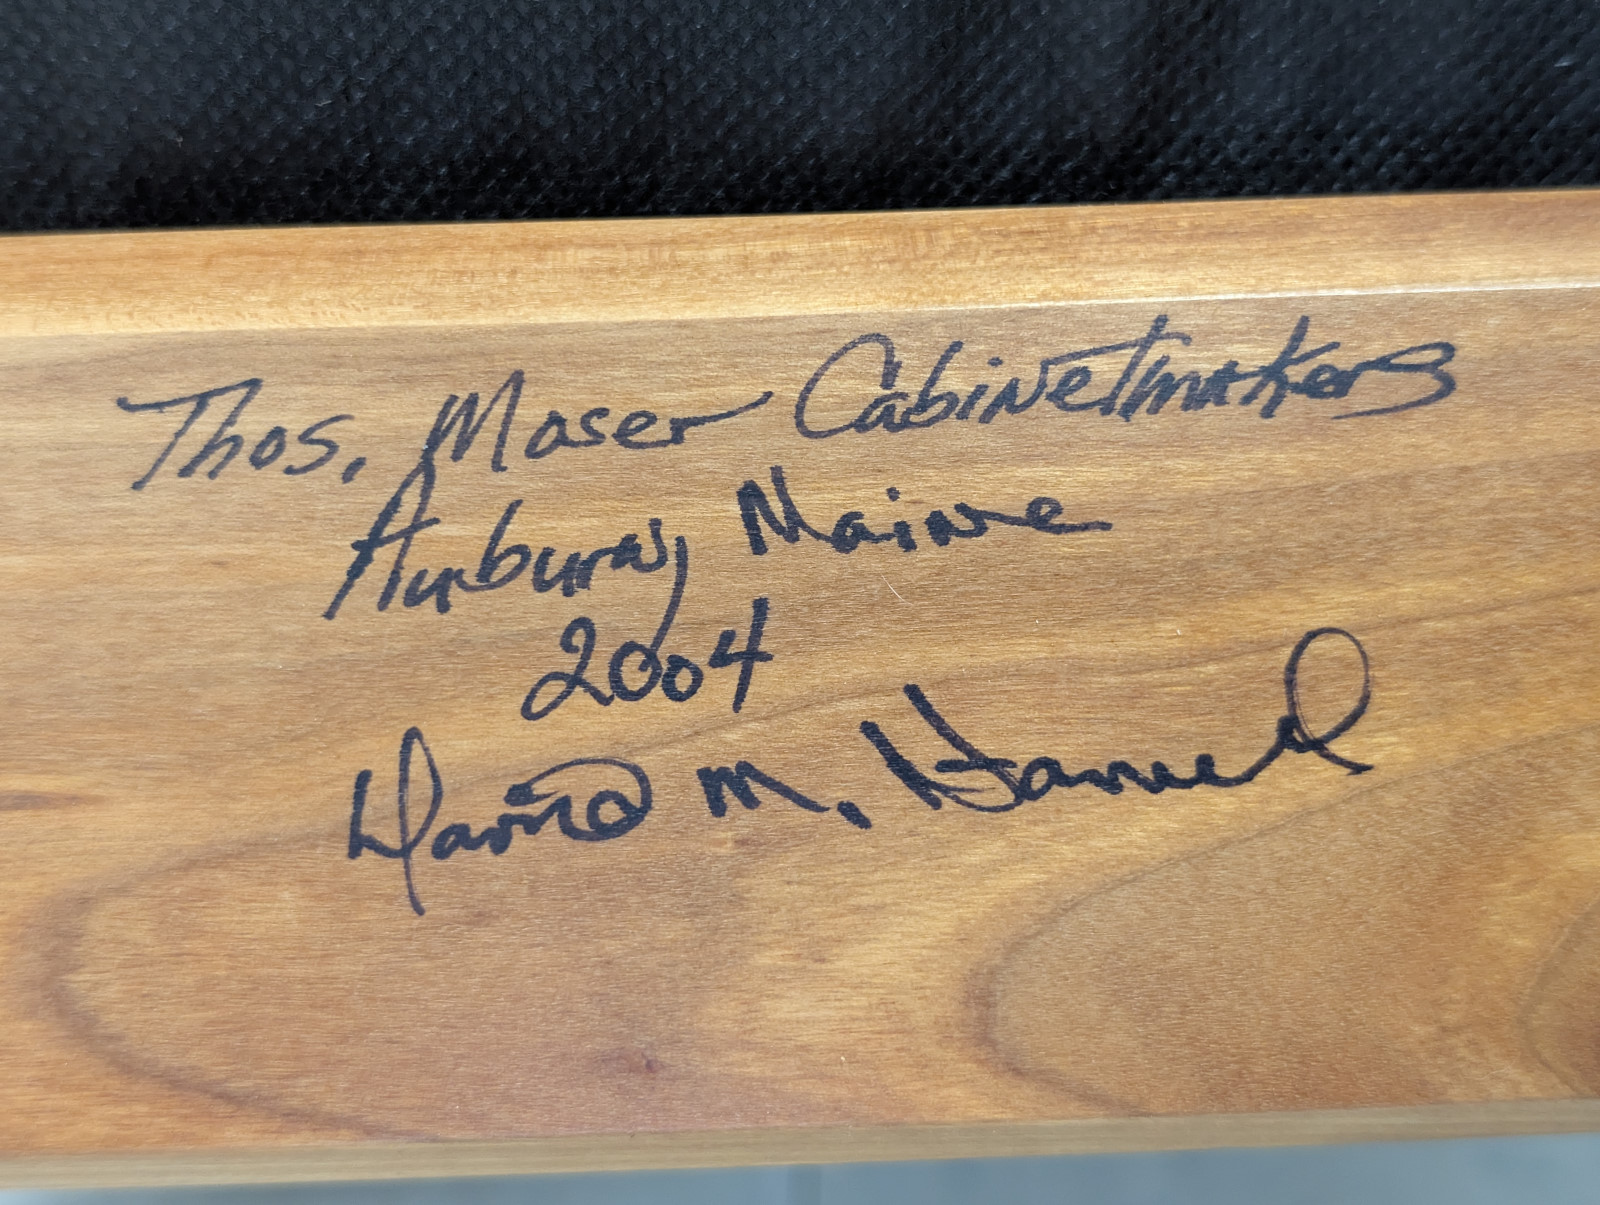 Thos. Moser Cabinetmakers
Auburn, Maine
2004
David M.